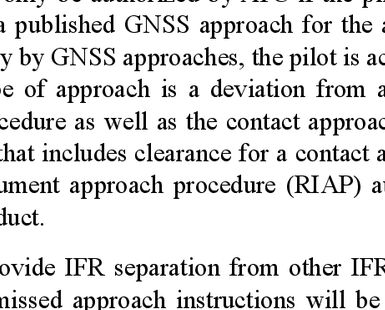 only be authorized by ATC if the pil
a published GNSS approach for the a
y by GNSS approaches, the pilot is ac
be of approach is a deviation from a
cedure as well as the contact approac
that includes clearance for a contact a
ument approach procedure (RIAP) au
duct.
ovide IFR separation from other IFR
missed approach instructions will be